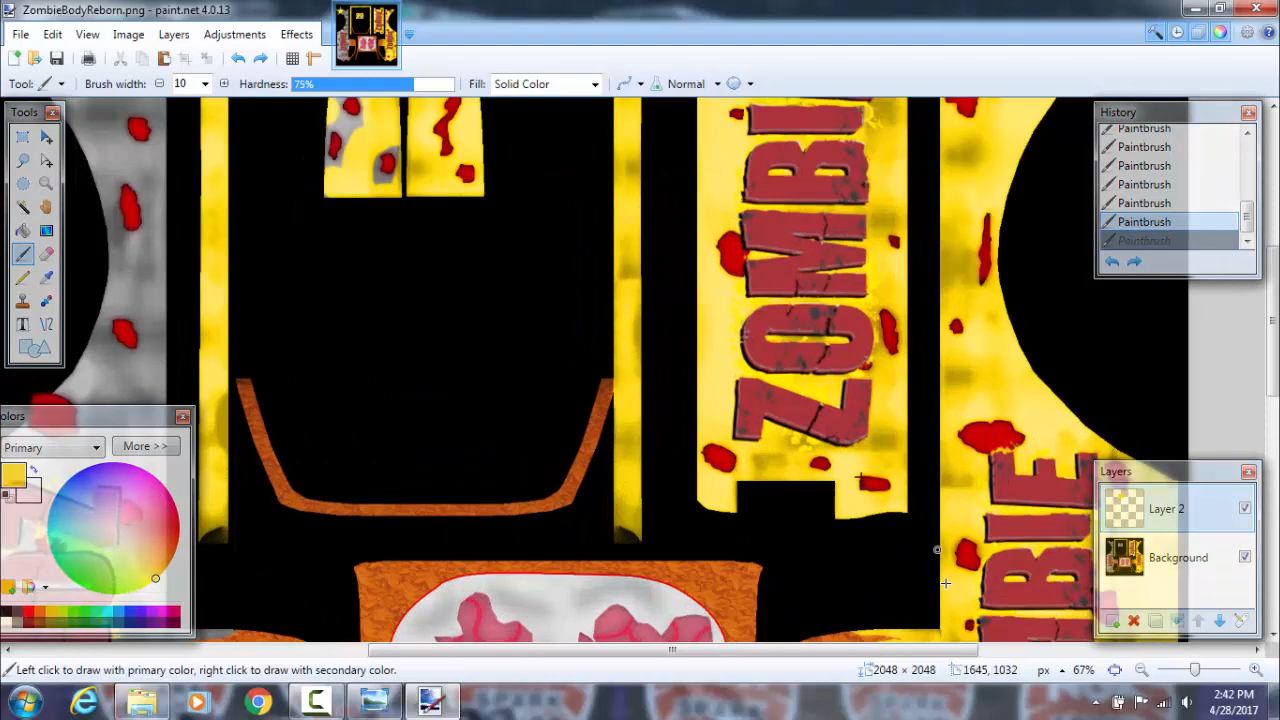 ZombieBodyReborn.png - paint.net 4.0.13
File Edit View Image Layers Adjustments Effects
Tool: Brush width: 10 Hardness: 75% Fill: Solid Color Normal
Tools
History
Paintbrush
Paintbrush
Paintbrush
Paintbrush
Paintbrush
Paintbrush
Paintbrush
ZOMBI
BIE
olors
Primary More >>
Layers
Layer 2
Background
Left click to draw with primary color, right click to draw with secondary color. 2048 × 2048 1645, 1032 px 67%
2:42 PM
4/28/2017